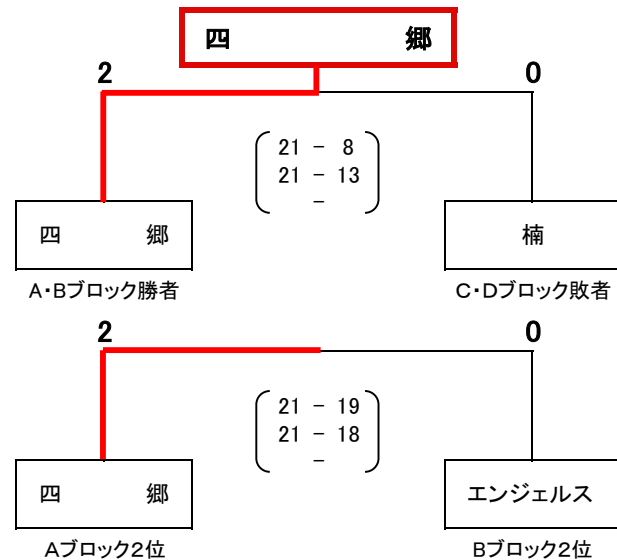 四 郷
2 0
21 - 8
21 - 13
-
四 郷 楠
A・Bブロック勝者 C・Dブロック敗者
2 0
21 - 19
21 - 18
-
四 郷 エンジェルス
Aブロック2位 Bブロック2位